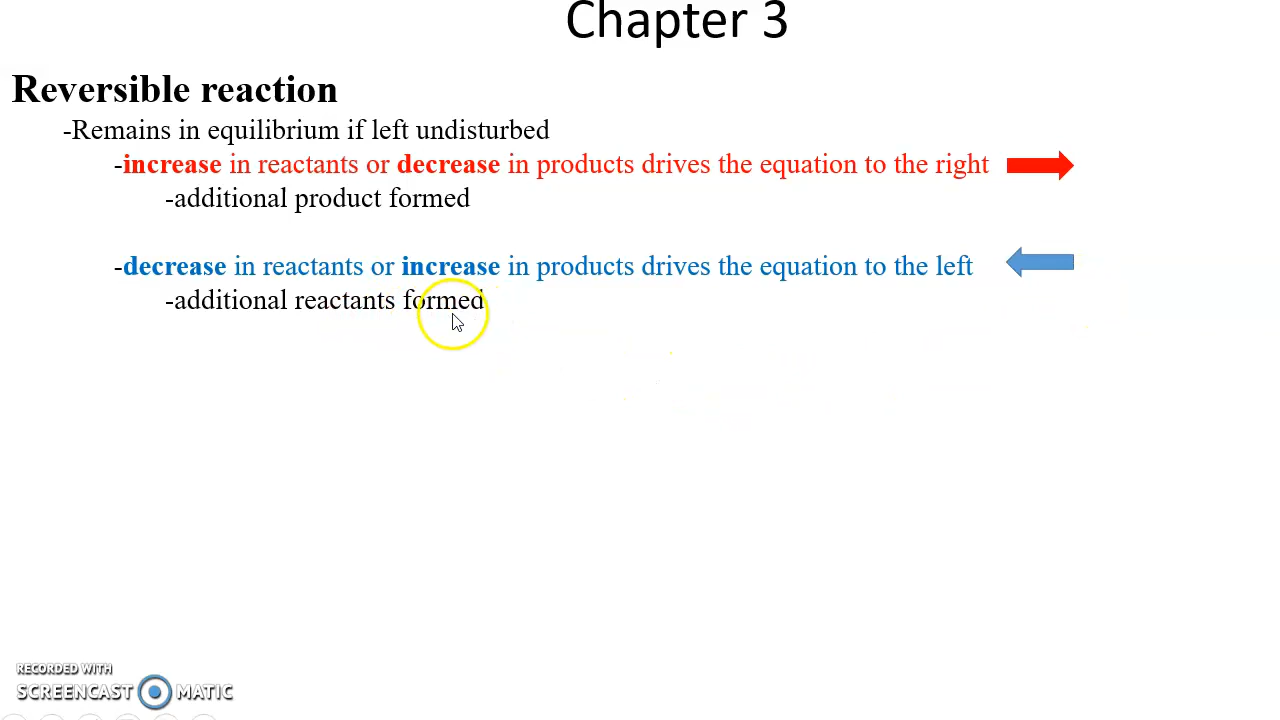 Chapter 3
Reversible reaction
-Remains in equilibrium if left undisturbed
-increase in reactants or decrease in products drives the equation to the right
-additional product formed
-decrease in reactants or increase in products drives the equation to the left
-additional reactants formed
RECORDED WITH
SCREENCAST MATIC